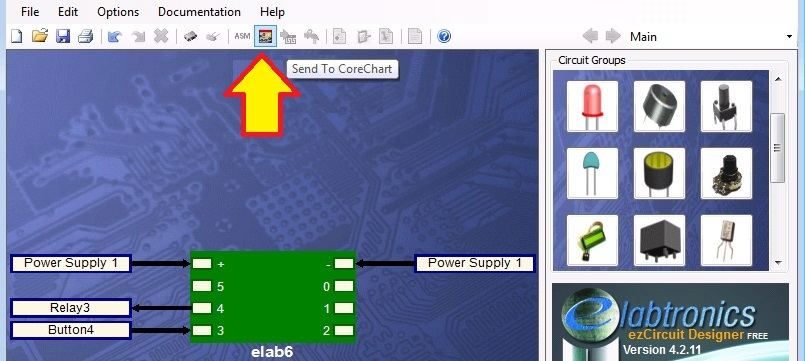 File Edit Options Documentation Help
ASM
Main
Send To CoreChart
Circuit Groups
Power Supply 1
+
-
Power Supply 1
5
0
Relay3
4
1
Button4
3
2
elab6
elabtronics
ezCircuit Designer FREE
Version 4.2.11